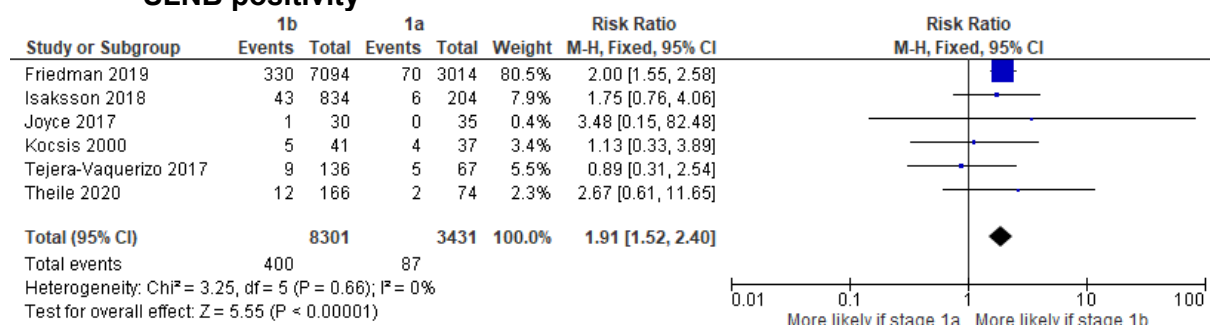 SLNB positivity
1b 1a Risk Ratio Risk Ratio
Study or Subgroup Events Total Events Total Weight M-H, Fixed, 95% CI M-H, Fixed, 95% CI
Friedman 2019 330 7094 70 3014 80.5% 2.00 [1.55, 2.58]
Isaksson 2018 43 834 6 204 7.9% 1.75 [0.76, 4.06]
Joyce 2017 1 30 0 35 0.4% 3.48 [0.15, 82.48]
Kocsis 2000 5 41 4 37 3.4% 1.13 [0.33, 3.89]
Tejera-Vaquerizo 2017 9 136 5 67 5.5% 0.89 [0.31, 2.54]
Theile 2020 12 166 2 74 2.3% 2.67 [0.61, 11.65]
Total (95% CI) 8301 3431 100.0% 1.91 [1.52, 2.40]
Total events 400 87
Heterogeneity: Chi² = 3.25, df = 5 (P = 0.66); I² = 0%
Test for overall effect: Z = 5.55 (P < 0.00001)
0.01 0.1 1 10 100
More likely if stage 1a More likely if stage 1b